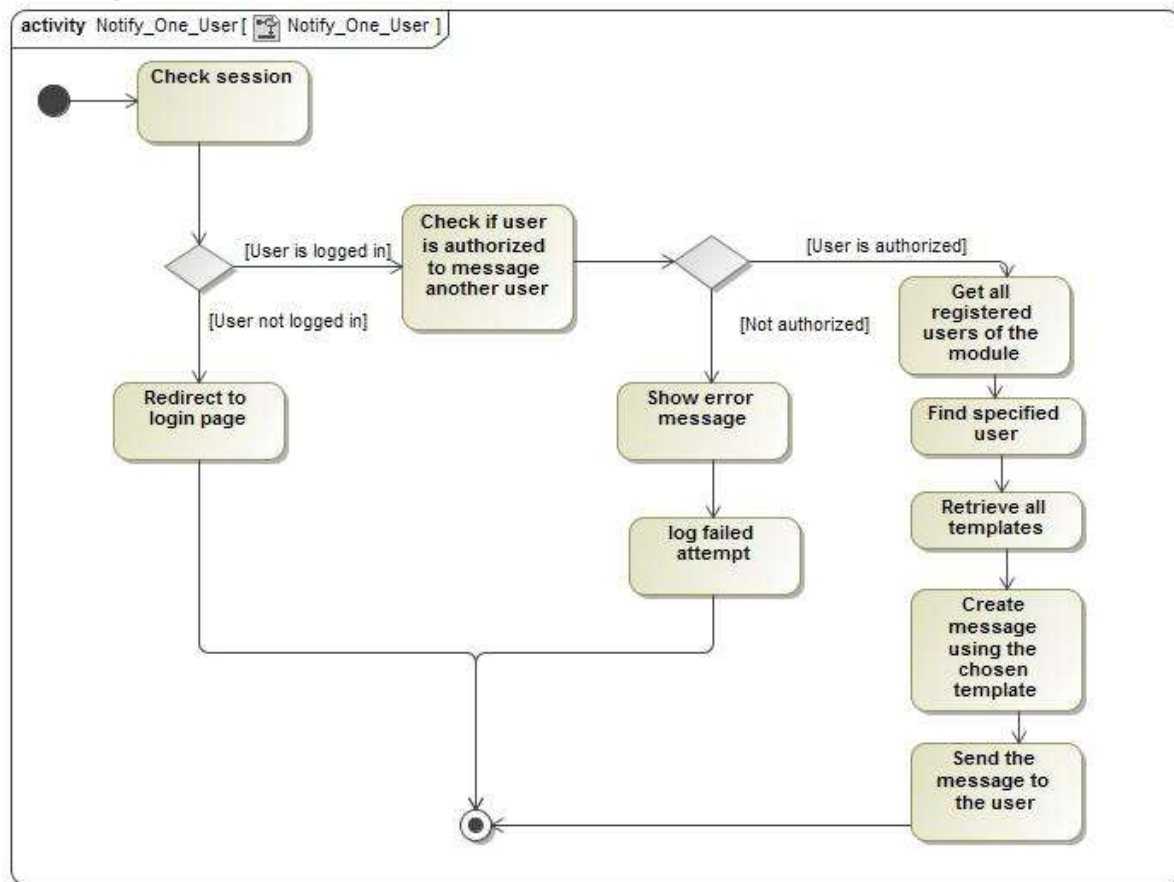 activity Notify_One_User [ Notify_One_User ]
Check session
[User is logged in]
[User not logged in]
Check if user
is authorized
to message
another user
[User is authorized]
[Not authorized]
Redirect to
login page
Show error
message
log failed
attempt
Get all
registered
users of the
module
Find specified
user
Retrieve all
templates
Create
message
using the
chosen
template
Send the
message to
the user